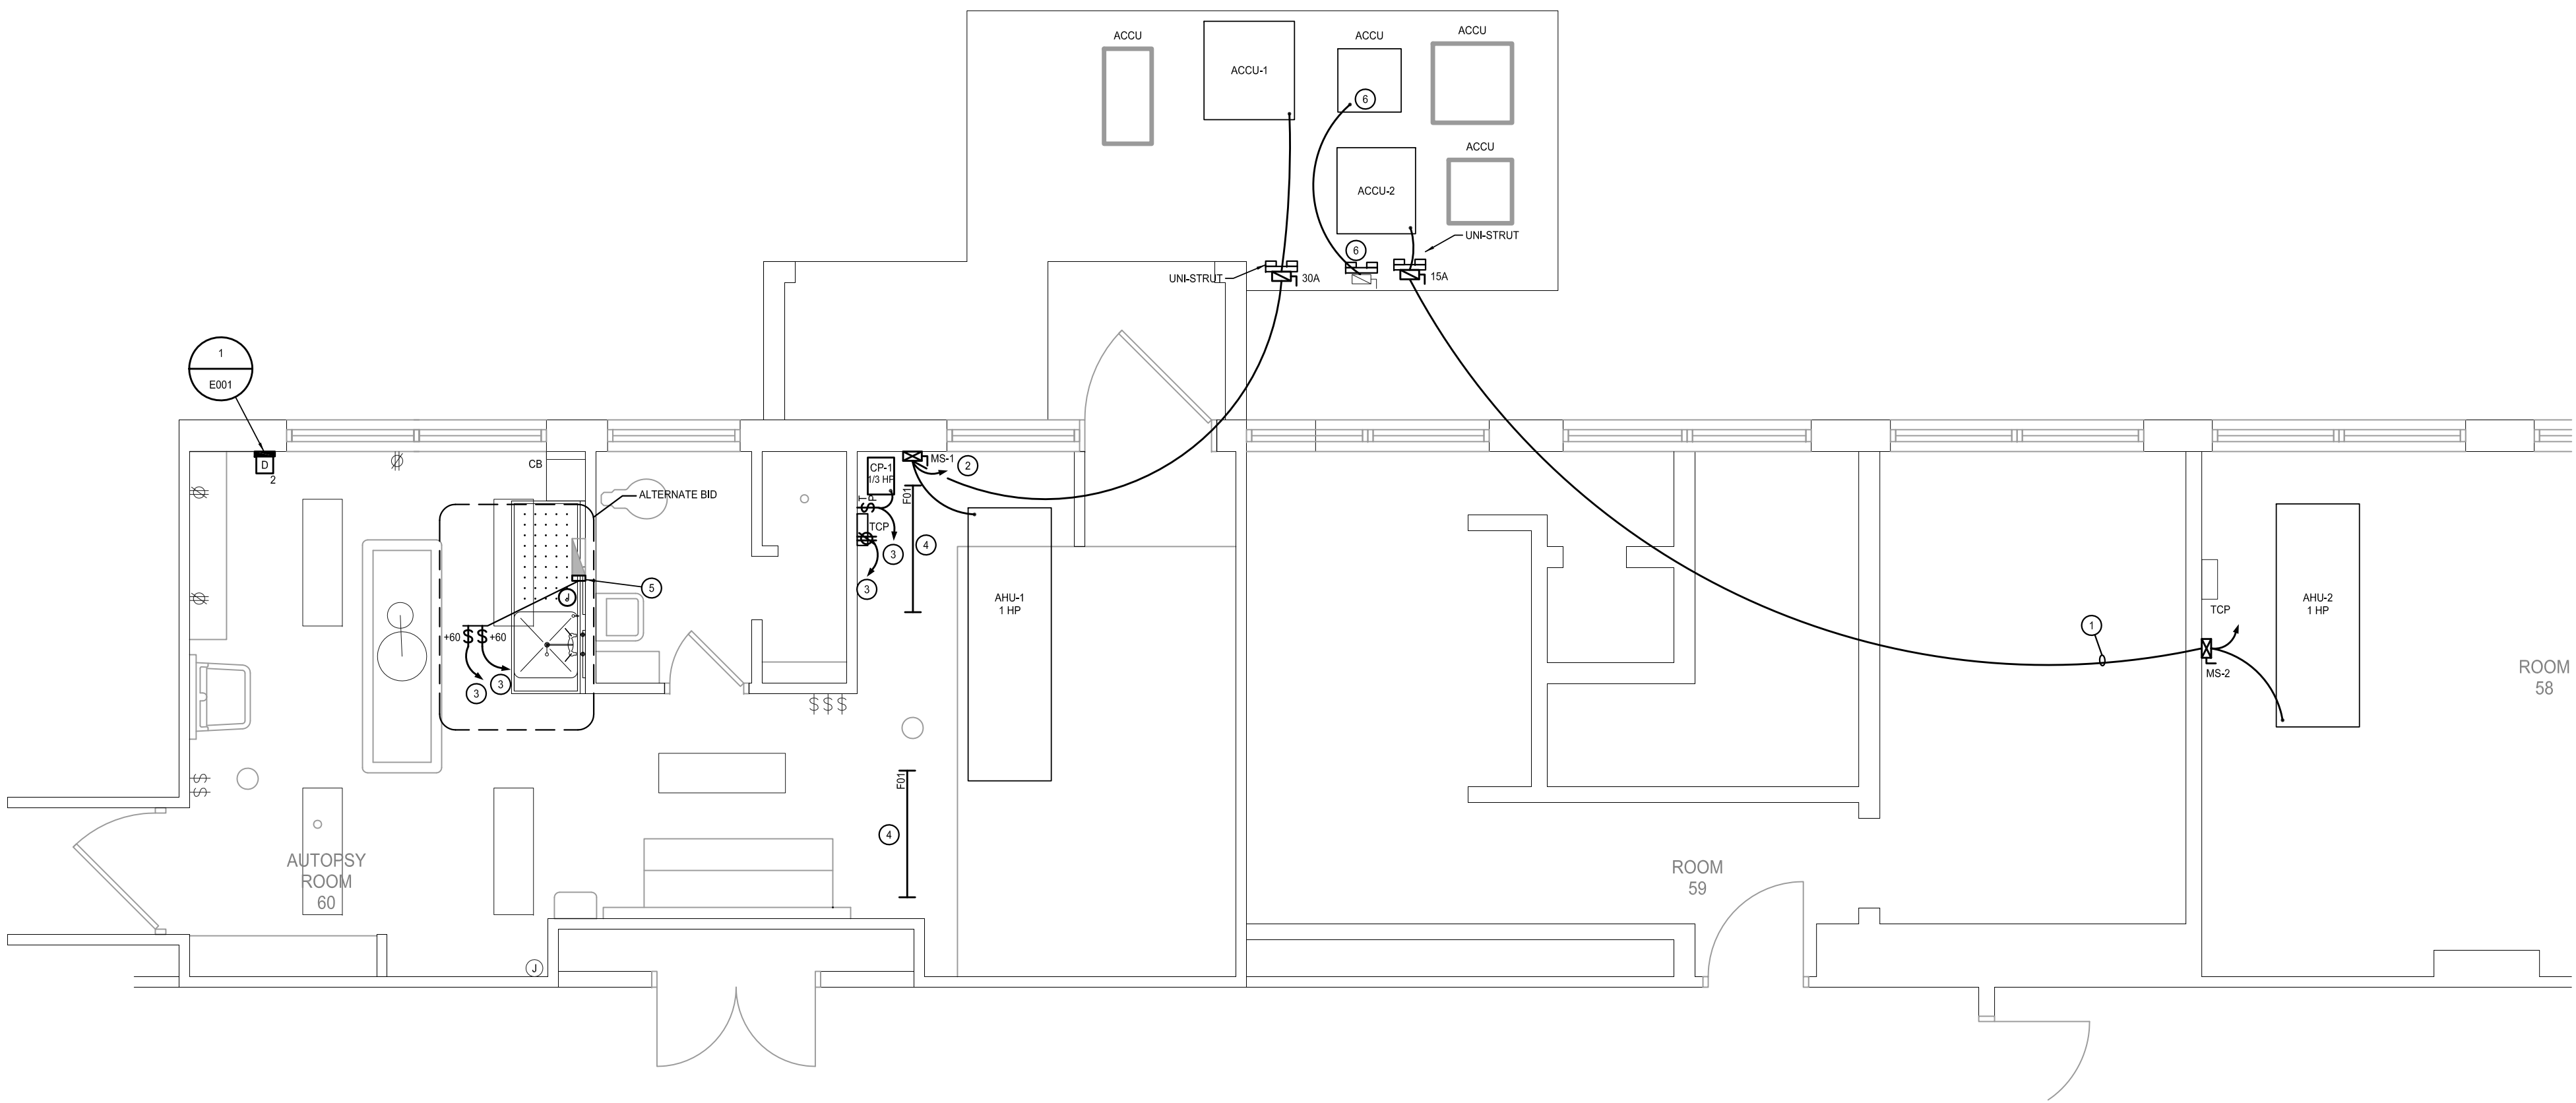 ACCU
ACCU-1
ACCU
ACCU
6
ACCU-2
ACCU
UNI-STRUT
6
UNI-STRUT
30A
15A
1
E001
D
2
CB
ALTERNATE BID
CP-1
1/3 HP
MS-1
2
F01
T
P
TCP
3
4
3
5
J
+60
+60
3
3
AHU-1
1 HP
AHU-2
1 HP
TCP
1
MS-2
ROOM
58
F01
4
AUTOPSY
ROOM
60
ROOM
59
J